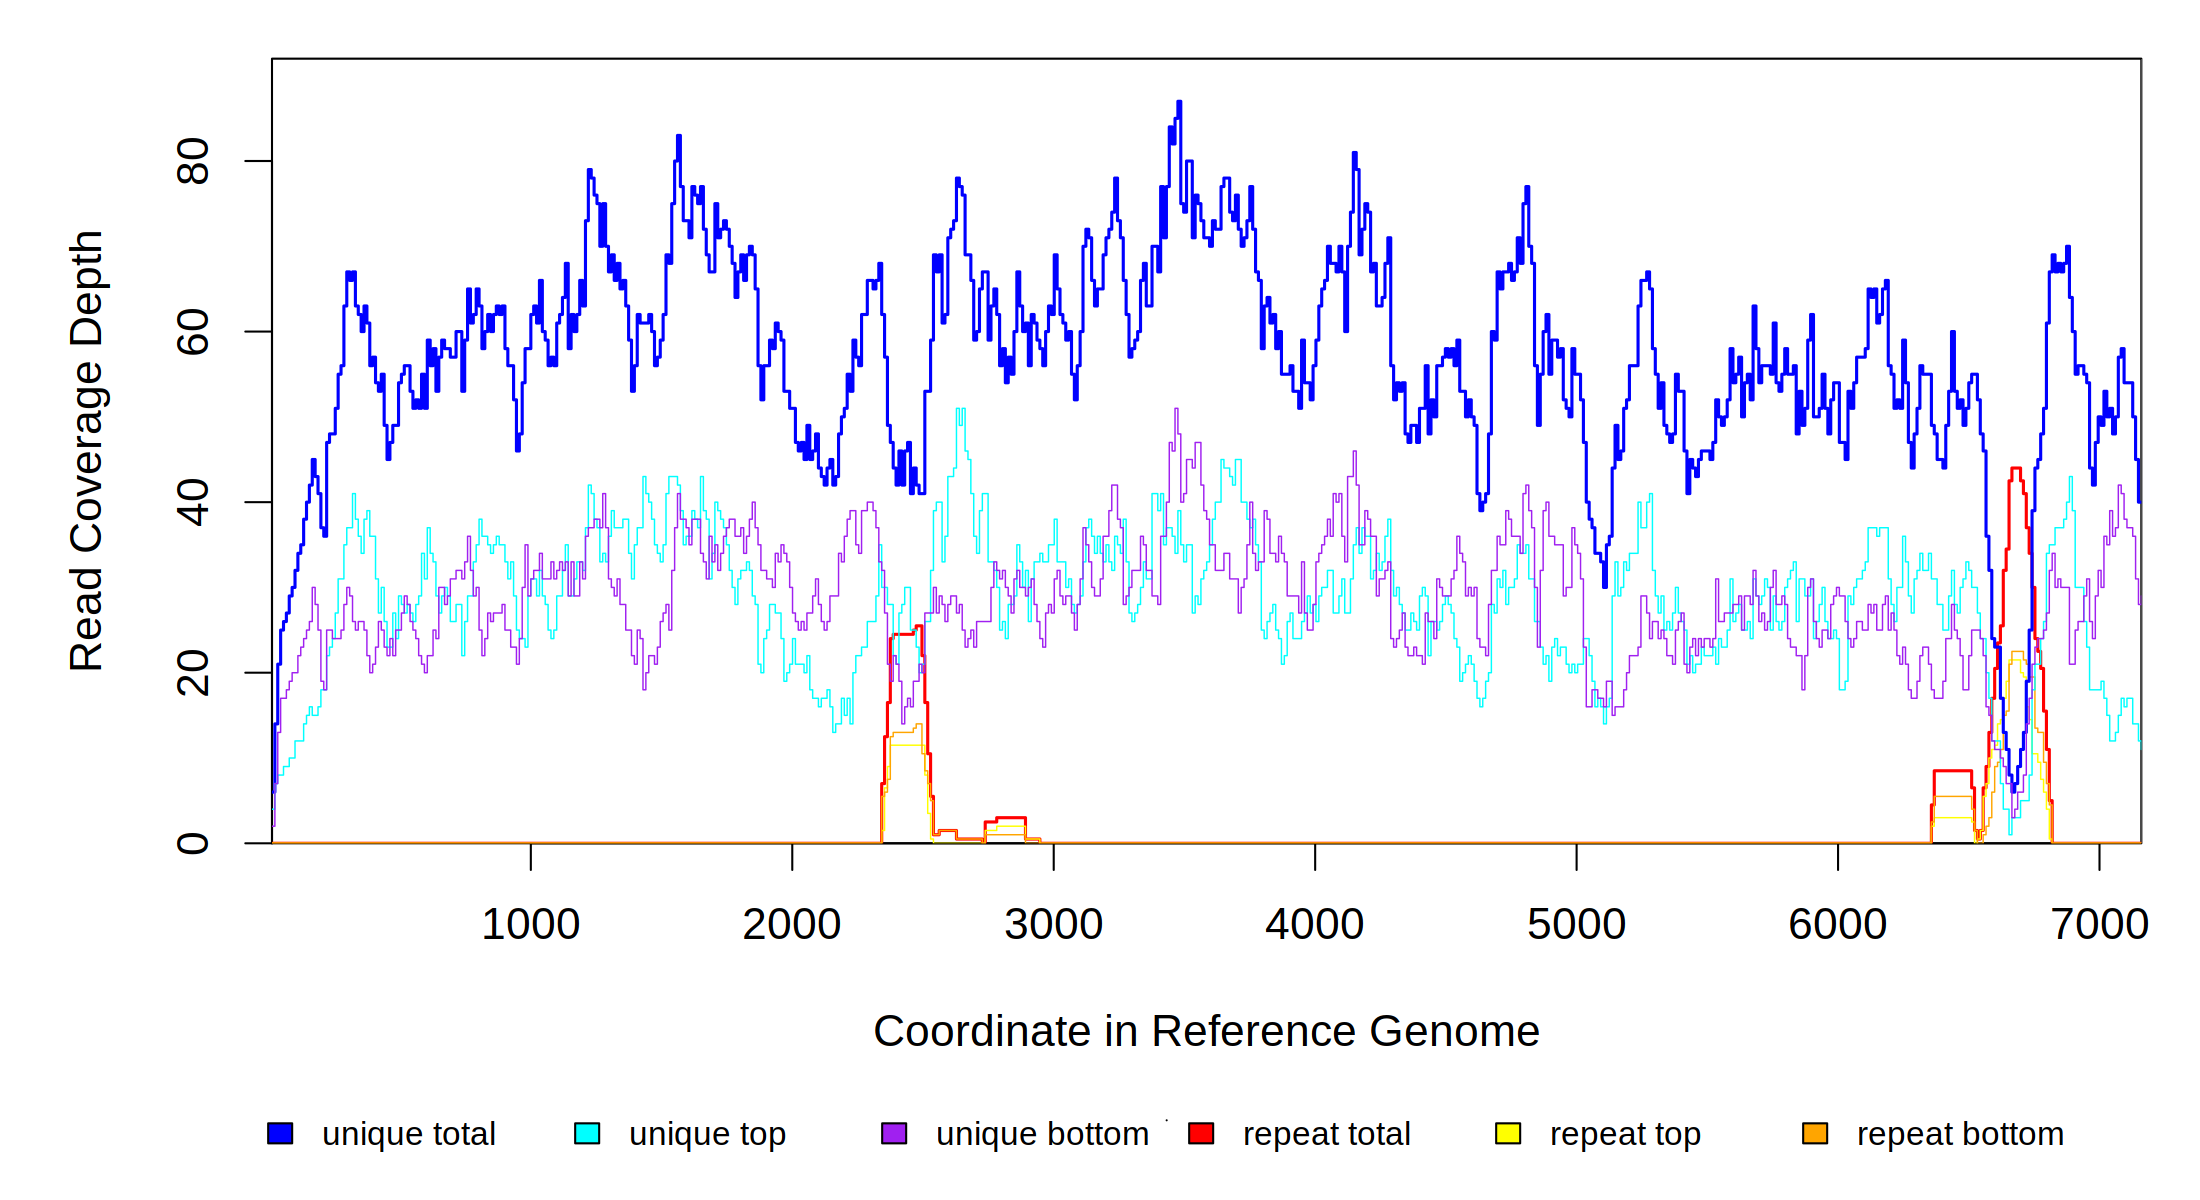 80
60
40
20
0
Read Coverage Depth
1000 2000 3000 4000 5000 6000 7000
Coordinate in Reference Genome
unique total unique top unique bottom repeat total repeat top repeat bottom